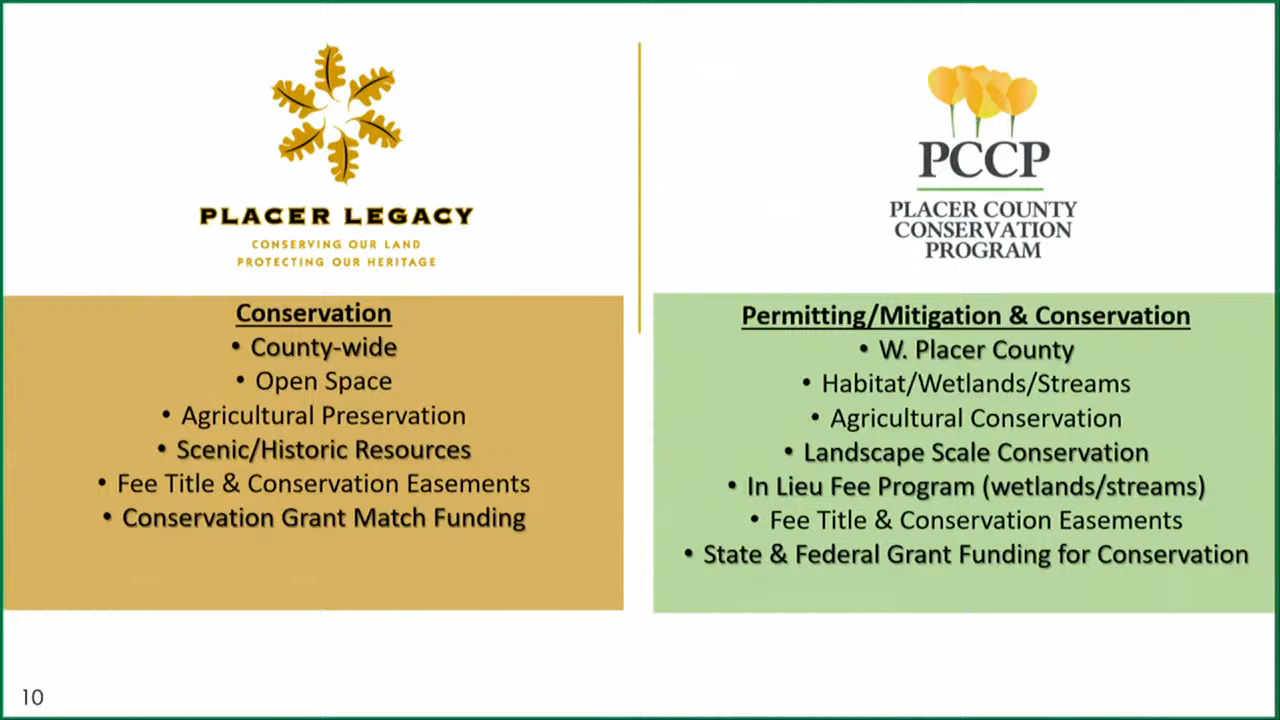 PLACER LEGACY
CONSERVING OUR LAND
PROTECTING OUR HERITAGE
Conservation
• County-wide
• Open Space
• Agricultural Preservation
• Scenic/Historic Resources
• Fee Title & Conservation Easements
• Conservation Grant Match Funding
PCCP
PLACER COUNTY
CONSERVATION
PROGRAM
Permitting/Mitigation & Conservation
• W. Placer County
• Habitat/Wetlands/Streams
• Agricultural Conservation
• Landscape Scale Conservation
• In Lieu Fee Program (wetlands/streams)
• Fee Title & Conservation Easements
• State & Federal Grant Funding for Conservation
10